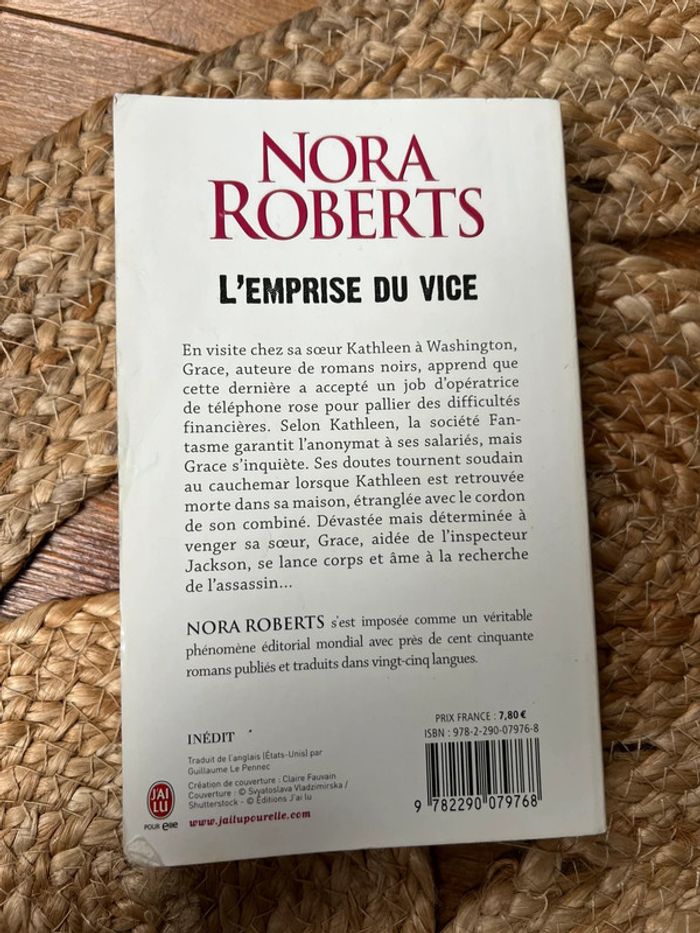 NORA
ROBERTS
L'EMPRISE DU VICE
En visite chez sa sœur Kathleen à Washington,
Grace, auteure de romans noirs, apprend que
cette dernière a accepté un job d'opératrice
de téléphone rose pour pallier des difficultés
financières. Selon Kathleen, la société Fan-
tasme garantit l'anonymat à ses salariés, mais
Grace s'inquiète. Ses doutes tournent soudain
au cauchemar lorsque Kathleen est retrouvée
morte dans sa maison, étranglée avec le cordon
de son combiné. Dévastée mais déterminée à
venger sa sœur, Grace, aidée de l'inspecteur
Jackson, se lance corps et âme à la recherche
de l'assassin...
NORA ROBERTS s'est imposée comme un véritable
phénomène éditorial mondial avec près de cent cinquante
romans publiés et traduits dans vingt-cinq langues.
INÉDIT
Traduit de l'anglais (États-Unis) par
Guillaume Le Pennec
Création de couverture : Claire Fauvain
Couverture : © Svyatoslava Vladzimirska /
Shutterstock - © Éditions J'ai lu
www.jailupourelle.com
J'AI
LU
POUR elle
PRIX FRANCE : 7,80 €
ISBN : 978-2-290-07976-8
9 782290 079768